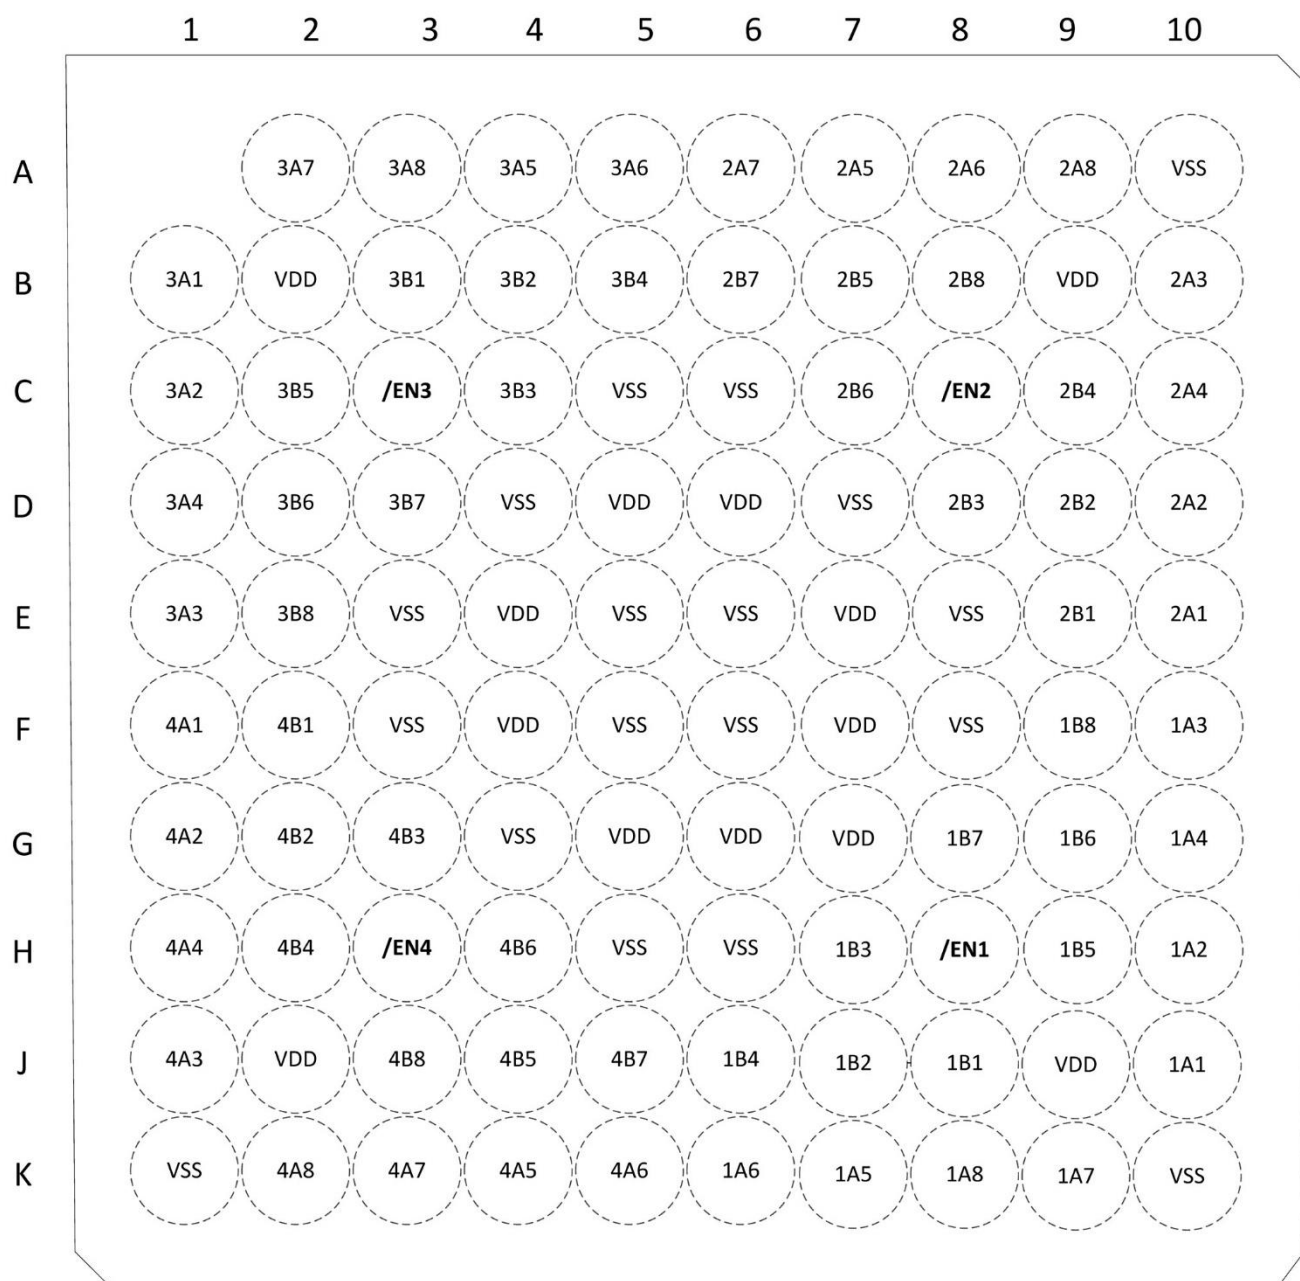 1 2 3 4 5 6 7 8 9 10
A 3A7 3A8 3A5 3A6 2A7 2A5 2A6 2A8 VSS
B 3A1 VDD 3B1 3B2 3B4 2B7 2B5 2B8 VDD 2A3
C 3A2 3B5 /EN3 3B3 VSS VSS 2B6 /EN2 2B4 2A4
D 3A4 3B6 3B7 VSS VDD VDD VSS 2B3 2B2 2A2
E 3A3 3B8 VSS VDD VSS VSS VDD VSS 2B1 2A1
F 4A1 4B1 VSS VDD VSS VSS VDD VSS 1B8 1A3
G 4A2 4B2 4B3 VSS VDD VDD VDD 1B7 1B6 1A4
H 4A4 4B4 /EN4 4B6 VSS VSS 1B3 /EN1 1B5 1A2
J 4A3 VDD 4B8 4B5 4B7 1B4 1B2 1B1 VDD 1A1
K VSS 4A8 4A7 4A5 4A6 1A6 1A5 1A8 1A7 VSS